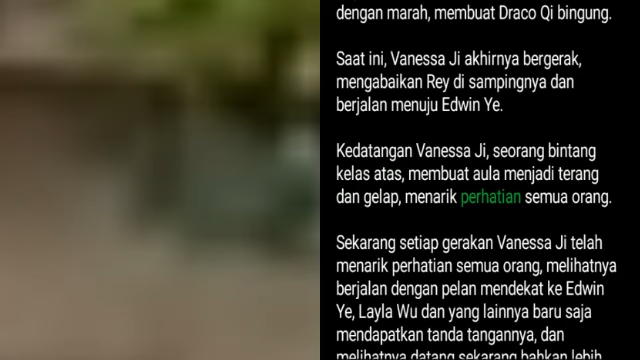 dengan marah, membuat Draco Qi bingung.
Saat ini, Vanessa Ji akhirnya bergerak,
mengabaikan Rey di sampingnya dan
berjalan menuju Edwin Ye.
Kedatangan Vanessa Ji, seorang bintang
kelas atas, membuat aula menjadi terang
dan gelap, menarik perhatian semua orang.
Sekarang setiap gerakan Vanessa Ji telah
menarik perhatian semua orang, melihatnya
berjalan dengan pelan mendekat ke Edwin
Ye, Layla Wu dan yang lainnya baru saja
mendapatkan tanda tangannya, dan
melihatnya datang sekarang bahkan lebih